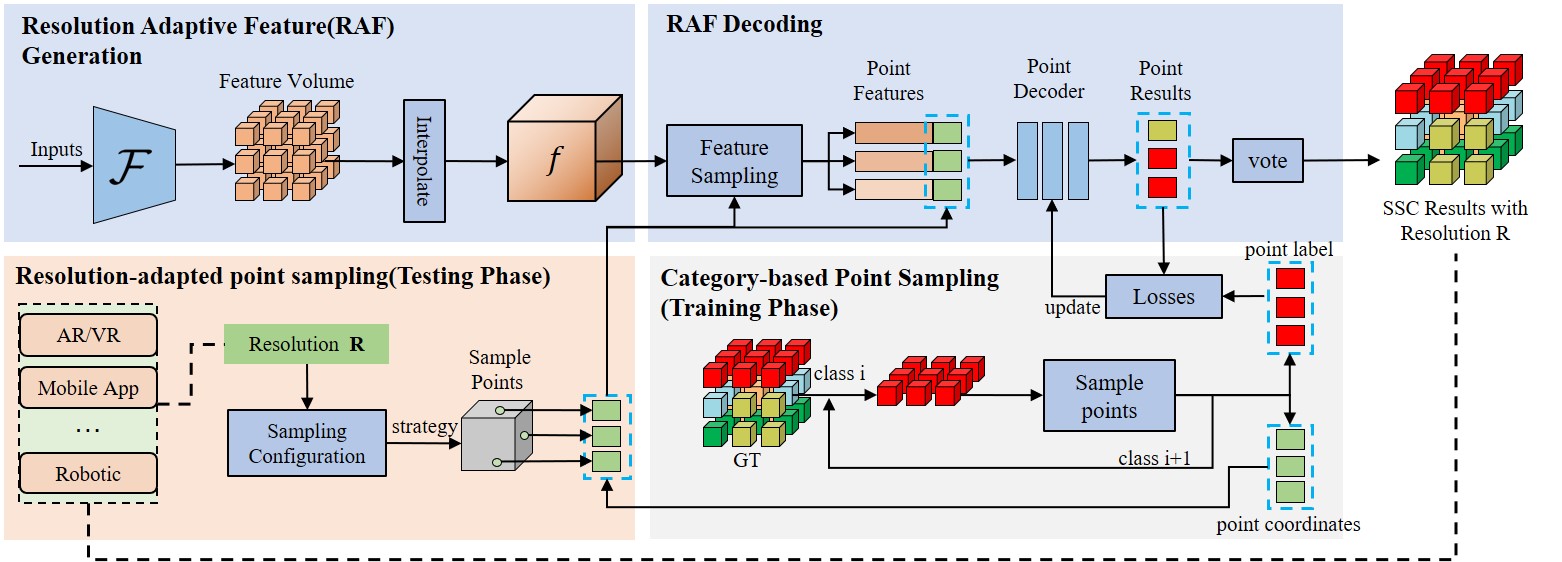 Resolution Adaptive Feature(RAF)
Generation
Inputs
ℱ
Feature Volume
Interpolate
f
RAF Decoding
Feature
Sampling
Point
Features
Point
Decoder
Point
Results
vote
SSC Results with
Resolution R
Resolution-adapted point sampling(Testing Phase)
AR/VR
Mobile App
...
Robotic
Resolution R
Sampling
Configuration
strategy
Sample
Points
Category-based Point Sampling
(Training Phase)
update
Losses
point label
GT
class i
Sample
points
class i+1
point coordinates